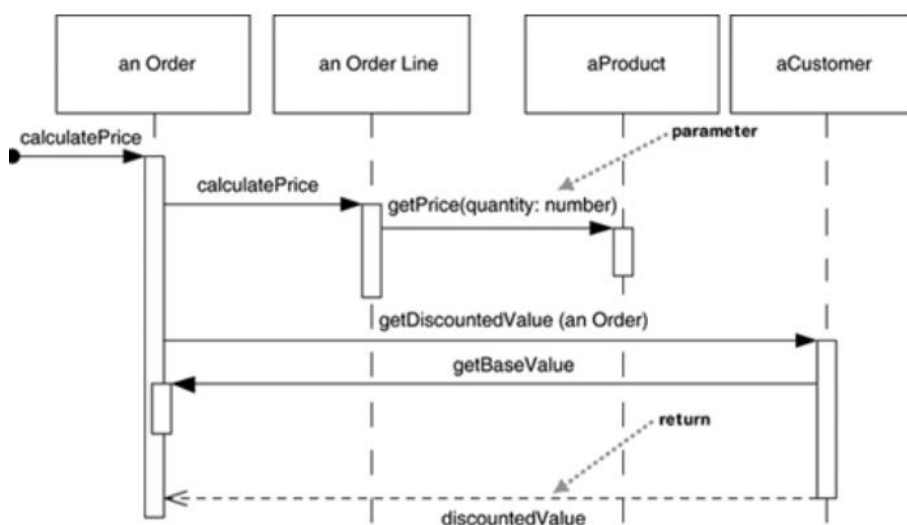 an Order
an Order Line
aProduct
aCustomer
calculatePrice
parameter
calculatePrice
getPrice(quantity: number)
getDiscountedValue (an Order)
getBaseValue
return
discountedValue